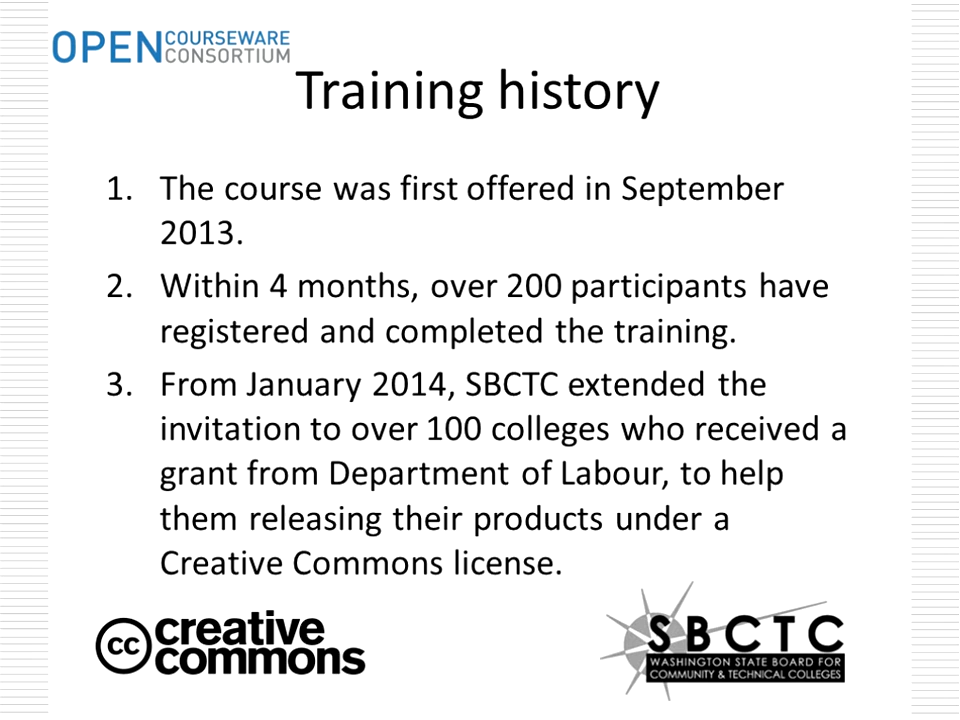 OPEN COURSEWARE
CONSORTIUM
Training history
1. The course was first offered in September
2013.
2. Within 4 months, over 200 participants have
registered and completed the training.
3. From January 2014, SBCTC extended the
invitation to over 100 colleges who received a
grant from Department of Labour, to help
them releasing their products under a
Creative Commons license.
cc creative
commons
SBCTC
WASHINGTON STATE BOARD FOR
COMMUNITY & TECHNICAL COLLEGES